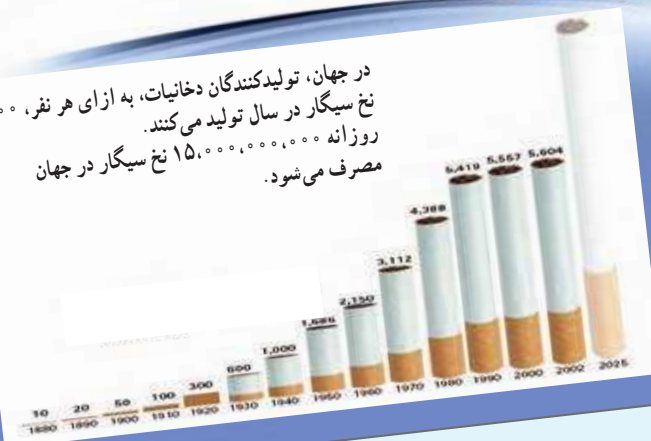 در جهان، تولیدکنندگان دخانیات، به ازای هر نفر،
نخ سیگار در سال تولید می‌کنند.
روزانه ۱۵،۰۰۰،۰۰۰،۰۰۰ نخ سیگار در جهان
مصرف می‌شود.
10 20 50 100 300 600 1,000 1,686 2,150 3,112 4,388 5,419 5,557 5,604
1880 1890 1900 1910 1920 1930 1940 1950 1960 1970 1980 1990 2000 2002 2025